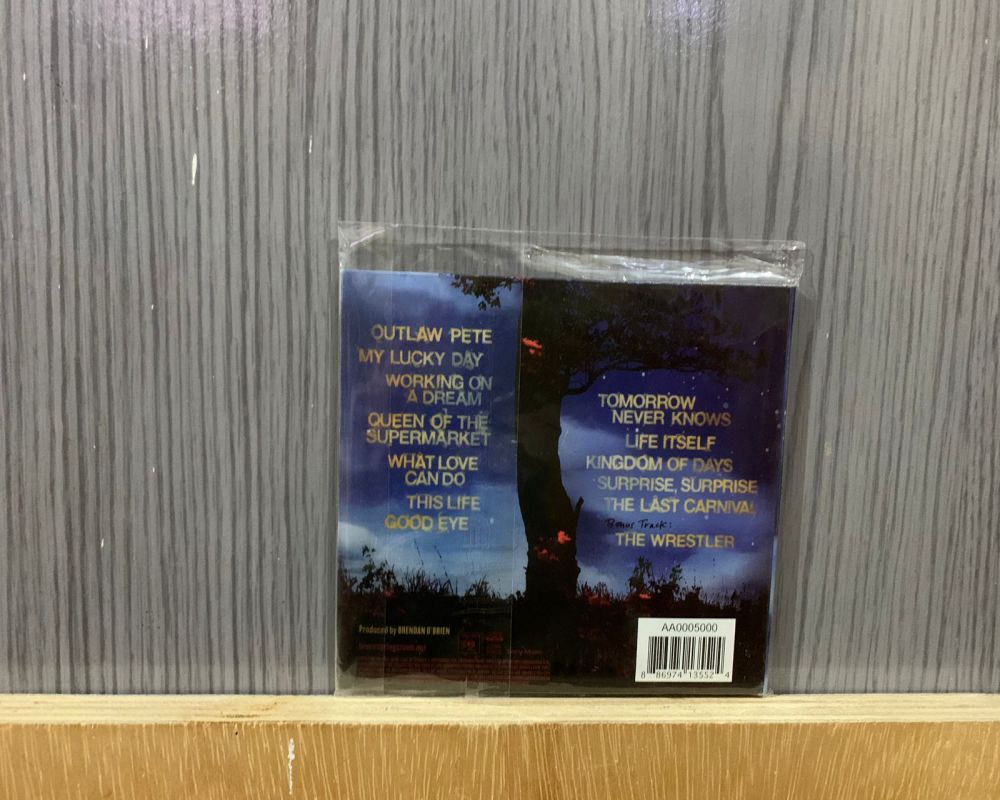 OUTLAW PETE
MY LUCKY DAY
WORKING ON
A DREAM
QUEEN OF THE
SUPERMARKET
WHAT LOVE
CAN DO
THIS LIFE
GOOD EYE
TOMORROW
NEVER KNOWS
LIFE ITSELF
KINGDOM OF DAYS
SURPRISE, SURPRISE
THE LAST CARNIVAL
Bonus Track:
THE WRESTLER
Produced by BRENDAN O'BRIEN
AA0005000
8 86974 13552 4